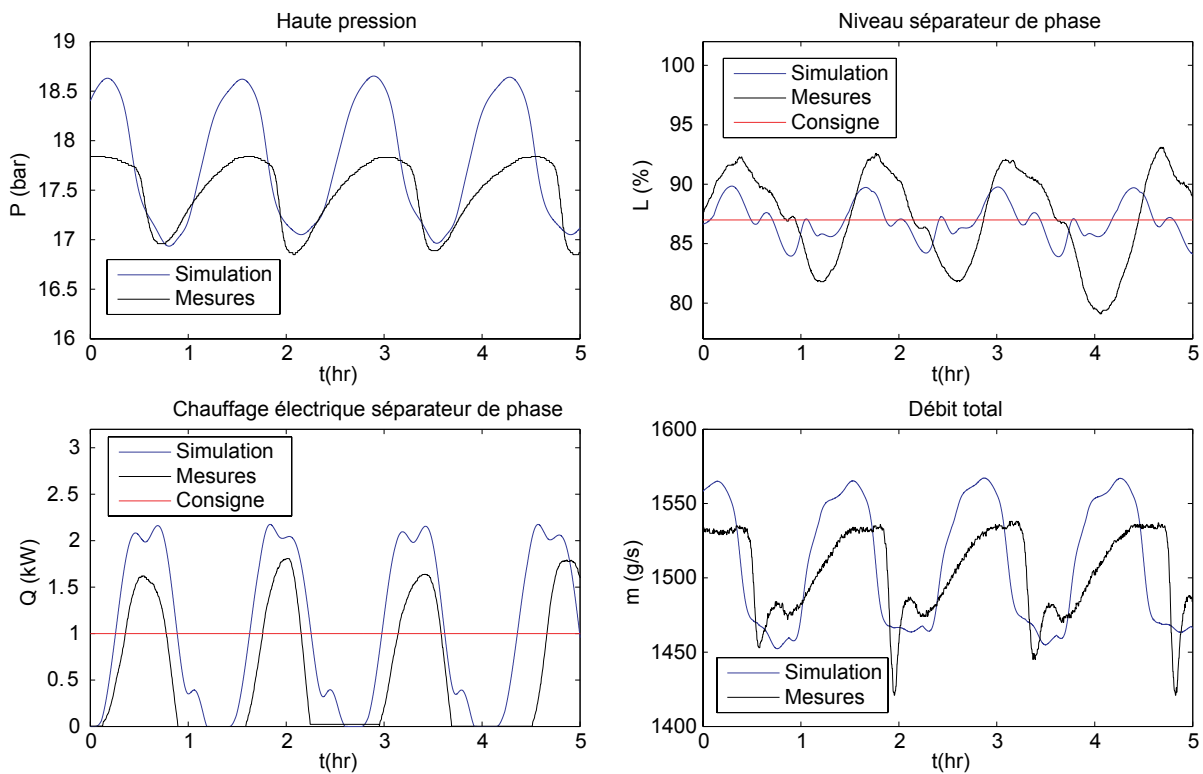 Haute pression
19
18.5
18
17.5
17
16.5
16
P (bar)
Simulation
Mesures
0 1 2 3 4 5
t(hr)
Niveau séparateur de phase
100
95
90
85
80
L (%)
Simulation
Mesures
Consigne
0 1 2 3 4 5
t(hr)
Chauffage électrique séparateur de phase
3
2.5
2
1.5
1
0.5
0
Q (kW)
Simulation
Mesures
Consigne
0 1 2 3 4 5
t(hr)
Débit total
1600
1550
1500
1450
1400
m (g/s)
Simulation
Mesures
0 1 2 3 4 5
t(hr)